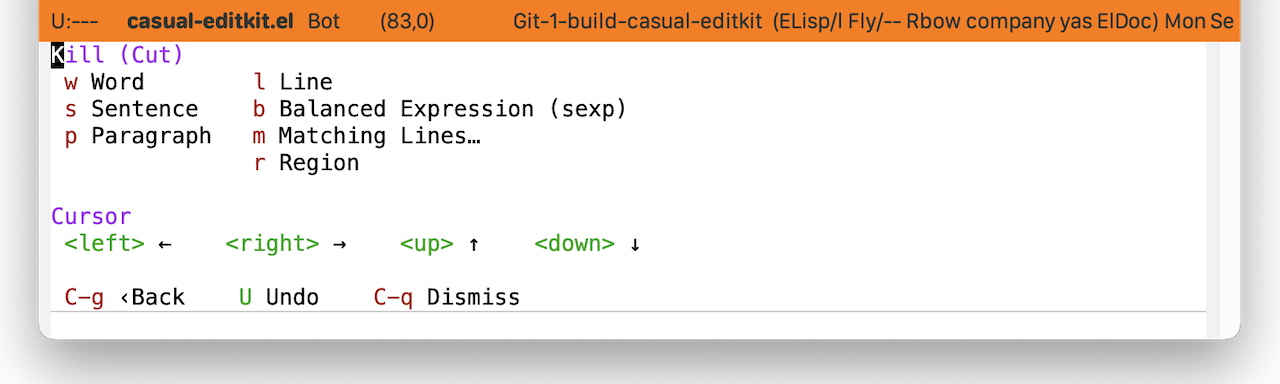 U:--- casual-editkit.el Bot (83,0) Git-1-build-casual-editkit (ELisp/l Fly/-- Rbow company yas ElDoc) Mon Se
Kill (Cut)
w Word l Line
s Sentence b Balanced Expression (sexp)
p Paragraph m Matching Lines…
r Region
Cursor
<left> ← <right> → <up> ↑ <down> ↓
C-g ‹Back U Undo C-q Dismiss